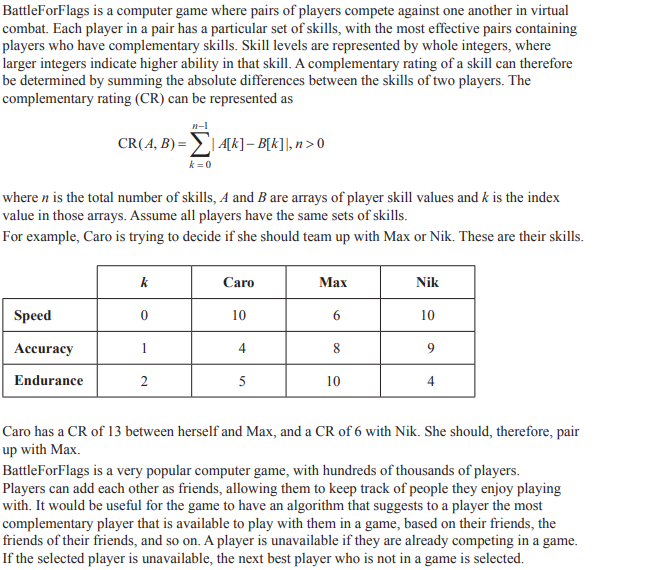 BattleForFlags is a computer game where pairs of players compete against one another in virtual
combat. Each player in a pair has a particular set of skills, with the most effective pairs containing
players who have complementary skills. Skill levels are represented by whole integers, where
larger integers indicate higher ability in that skill. A complementary rating of a skill can therefore
be determined by summing the absolute differences between the skills of two players. The
complementary rating (CR) can be represented as
n–1
CR(A, B) = ∑ | A[k] – B[k] |, n > 0
k = 0
where n is the total number of skills, A and B are arrays of player skill values and k is the index
value in those arrays. Assume all players have the same sets of skills.
For example, Caro is trying to decide if she should team up with Max or Nik. These are their skills.
k Caro Max Nik
Speed 0 10 6 10
Accuracy 1 4 8 9
Endurance 2 5 10 4
Caro has a CR of 13 between herself and Max, and a CR of 6 with Nik. She should, therefore, pair
up with Max.
BattleForFlags is a very popular computer game, with hundreds of thousands of players.
Players can add each other as friends, allowing them to keep track of people they enjoy playing
with. It would be useful for the game to have an algorithm that suggests to a player the most
complementary player that is available to play with them in a game, based on their friends, the
friends of their friends, and so on. A player is unavailable if they are already competing in a game.
If the selected player is unavailable, the next best player who is not in a game is selected.